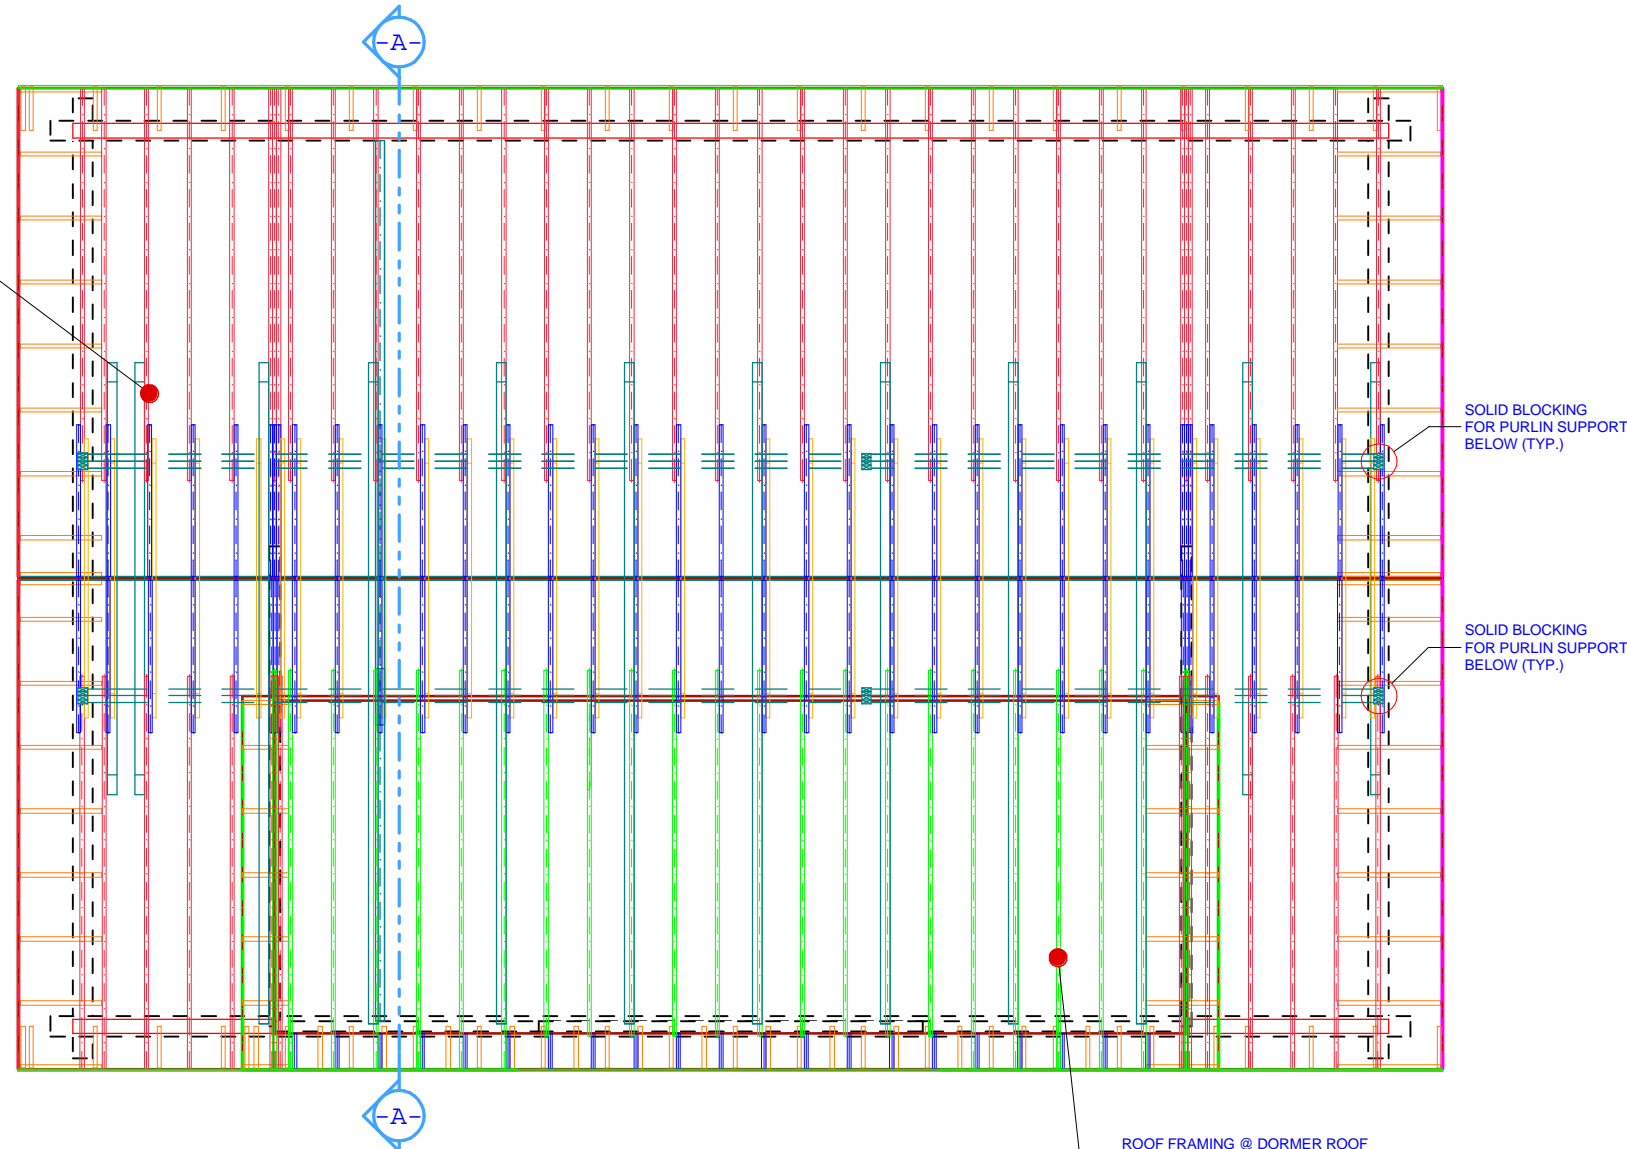 -A-
SOLID BLOCKING
FOR PURLIN SUPPORT
BELOW (TYP.)
SOLID BLOCKING
FOR PURLIN SUPPORT
BELOW (TYP.)
-A-
ROOF FRAMING @ DORMER ROOF